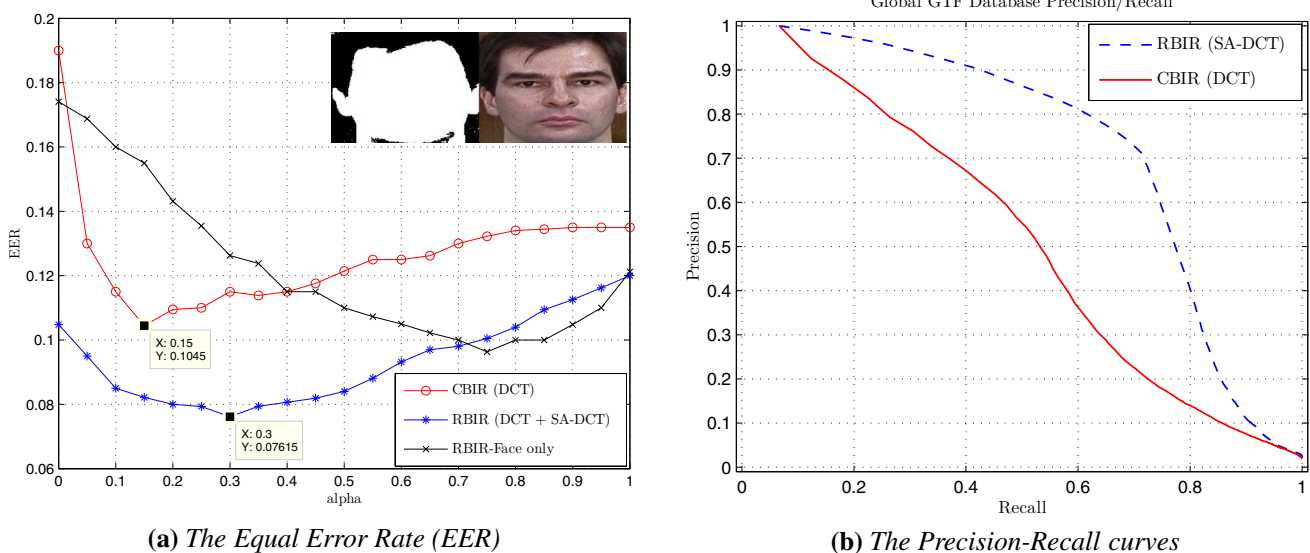 0.2
0.18
0.16
0.14
0.12
0.1
0.08
0.06
EER
X: 0.15
Y: 0.1045
X: 0.3
Y: 0.07615
CBIR (DCT)
RBIR (DCT + SA-DCT)
RBIR-Face only
0 0.1 0.2 0.3 0.4 0.5 0.6 0.7 0.8 0.9 1
alpha
(a) The Equal Error Rate (EER)
Global GTF Database Precision/Recall
1
0.9
0.8
0.7
0.6
0.5
0.4
0.3
0.2
0.1
0
Precision
RBIR (SA-DCT)
CBIR (DCT)
0 0.2 0.4 0.6 0.8 1
Recall
(b) The Precision-Recall curves